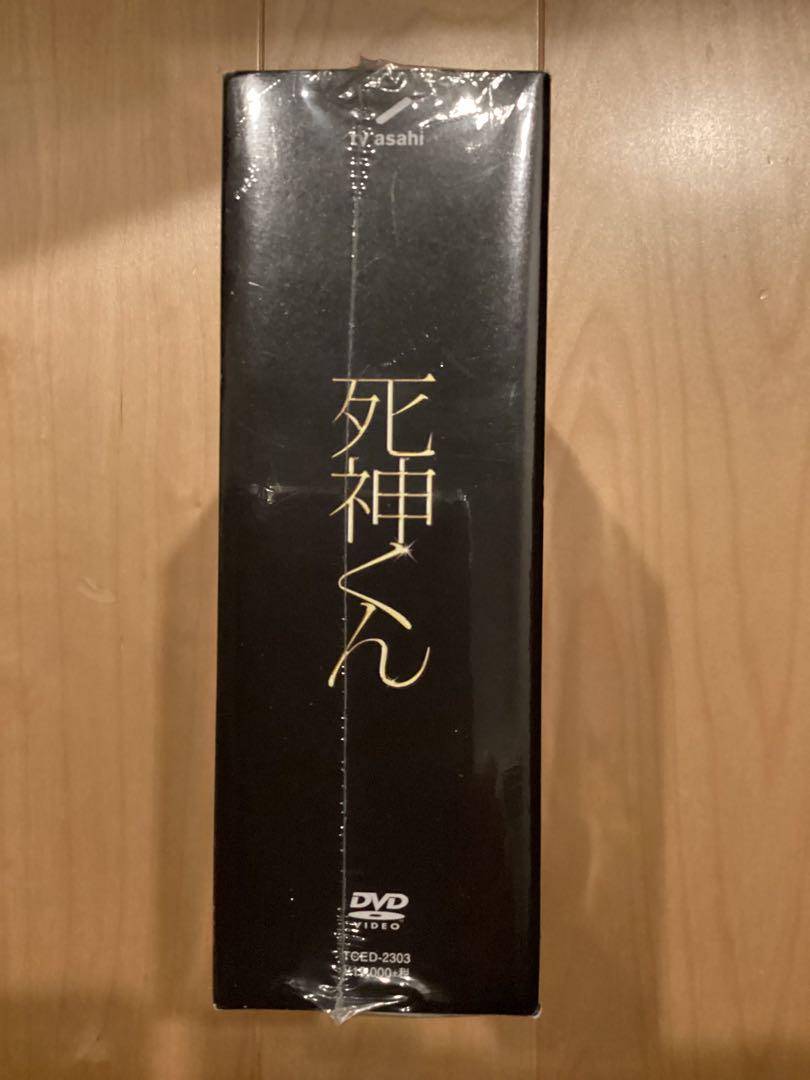 tv asahi
死神くん
DVD
VIDEO
TCED-2303